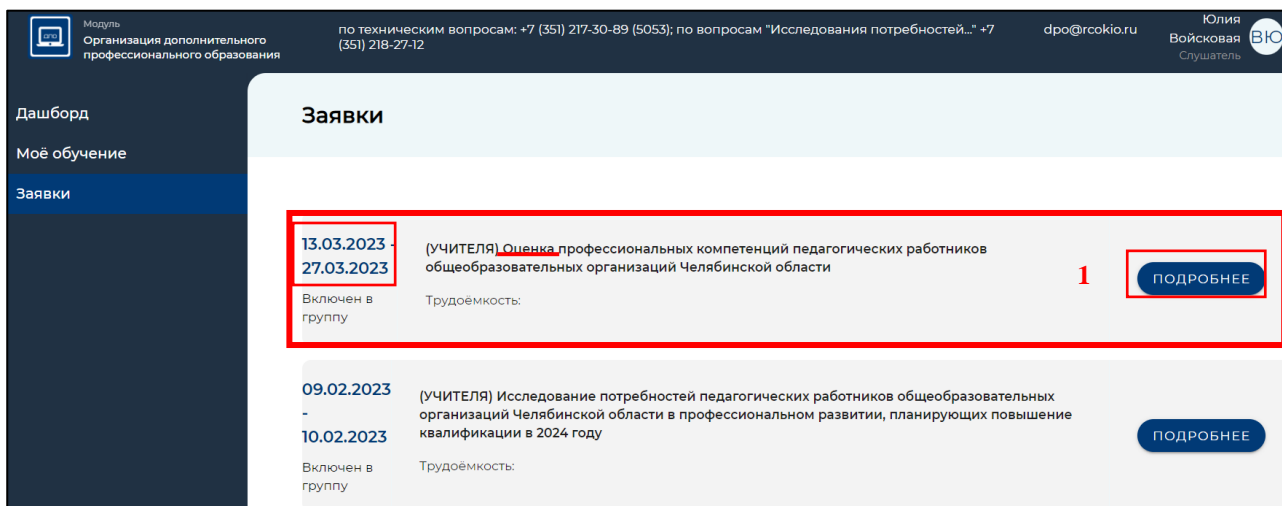 Модуль
Организация дополнительного
профессионального образования
по техническим вопросам: +7 (351) 217-30-89 (5053); по вопросам "Исследования потребностей..." +7
(351) 218-27-12
dpo@rcokio.ru
Юлия
Войсковая
Слушатель
ВЮ
дпо
Дашборд
Моё обучение
Заявки
Заявки
13.03.2023 -
27.03.2023
Включен в
группу
(УЧИТЕЛЯ) Оценка профессиональных компетенций педагогических работников
общеобразовательных организаций Челябинской области
Трудоёмкость:
1
ПОДРОБНЕЕ
09.02.2023
-
10.02.2023
Включен в
группу
(УЧИТЕЛЯ) Исследование потребностей педагогических работников общеобразовательных
организаций Челябинской области в профессиональном развитии, планирующих повышение
квалификации в 2024 году
Трудоёмкость:
ПОДРОБНЕЕ